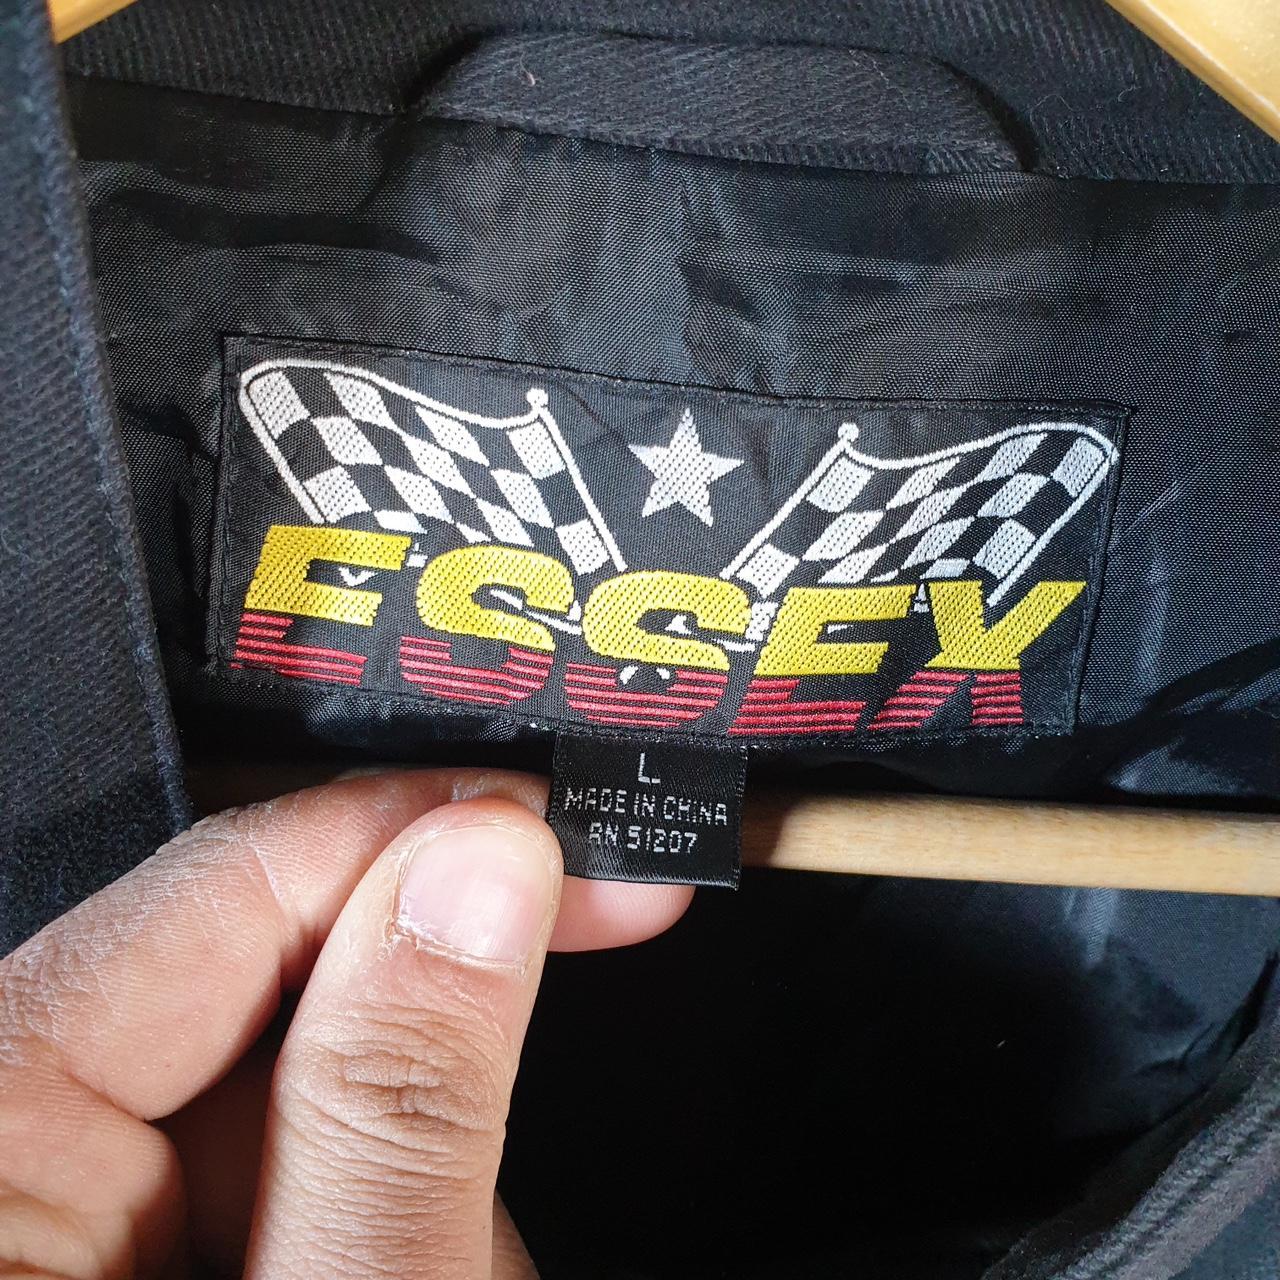 ESSEX
L
MADE IN CHINA
RN 51207